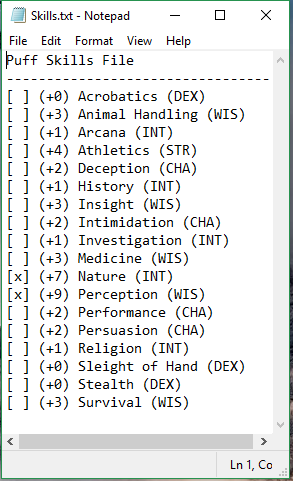 Skills.txt - Notepad
File Edit Format View Help
Puff Skills File
--------------------------------
[ ] (+0) Acrobatics (DEX)
[ ] (+3) Animal Handling (WIS)
[ ] (+1) Arcana (INT)
[ ] (+4) Athletics (STR)
[ ] (+2) Deception (CHA)
[ ] (+1) History (INT)
[ ] (+3) Insight (WIS)
[ ] (+2) Intimidation (CHA)
[ ] (+1) Investigation (INT)
[ ] (+3) Medicine (WIS)
[x] (+7) Nature (INT)
[x] (+9) Perception (WIS)
[ ] (+2) Performance (CHA)
[ ] (+2) Persuasion (CHA)
[ ] (+1) Religion (INT)
[ ] (+0) Sleight of Hand (DEX)
[ ] (+0) Stealth (DEX)
[ ] (+3) Survival (WIS)
Ln 1, Co